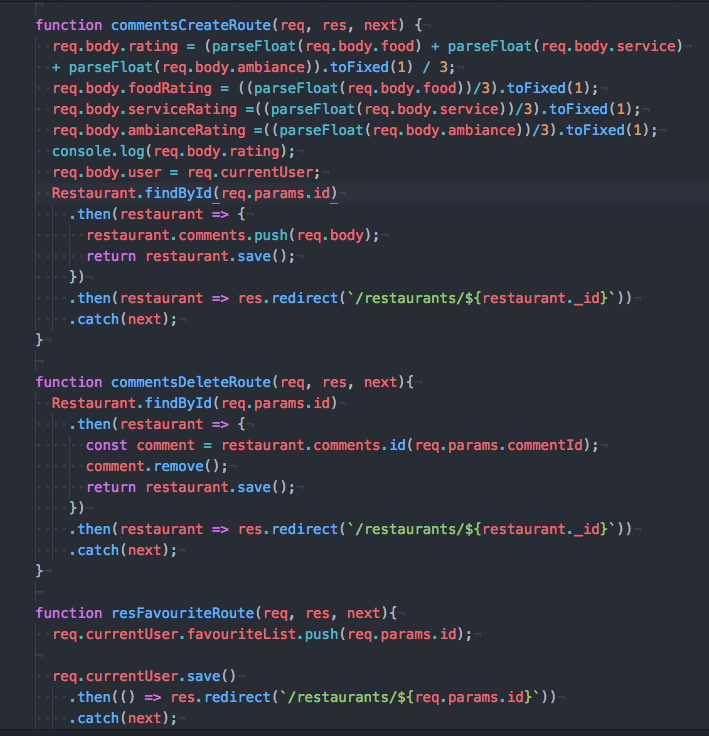 function commentsCreateRoute(req, res, next) {
  req.body.rating = (parseFloat(req.body.food) + parseFloat(req.body.service)
  + parseFloat(req.body.ambiance)).toFixed(1) / 3;
  req.body.foodRating = ((parseFloat(req.body.food))/3).toFixed(1);
  req.body.serviceRating =((parseFloat(req.body.service))/3).toFixed(1);
  req.body.ambianceRating =((parseFloat(req.body.ambiance))/3).toFixed(1);
  console.log(req.body.rating);
  req.body.user = req.currentUser;
  Restaurant.findById(req.params.id)
    .then(restaurant => {
      restaurant.comments.push(req.body);
      return restaurant.save();
    })
    .then(restaurant => res.redirect(`/restaurants/${restaurant._id}`))
    .catch(next);
}

function commentsDeleteRoute(req, res, next){
  Restaurant.findById(req.params.id)
    .then(restaurant => {
      const comment = restaurant.comments.id(req.params.commentId);
      comment.remove();
      return restaurant.save();
    })
    .then(restaurant => res.redirect(`/restaurants/${restaurant._id}`))
    .catch(next);
}

function resFavouriteRoute(req, res, next){
  req.currentUser.favouriteList.push(req.params.id);

  req.currentUser.save()
    .then(() => res.redirect(`/restaurants/${req.params.id}`))
    .catch(next);